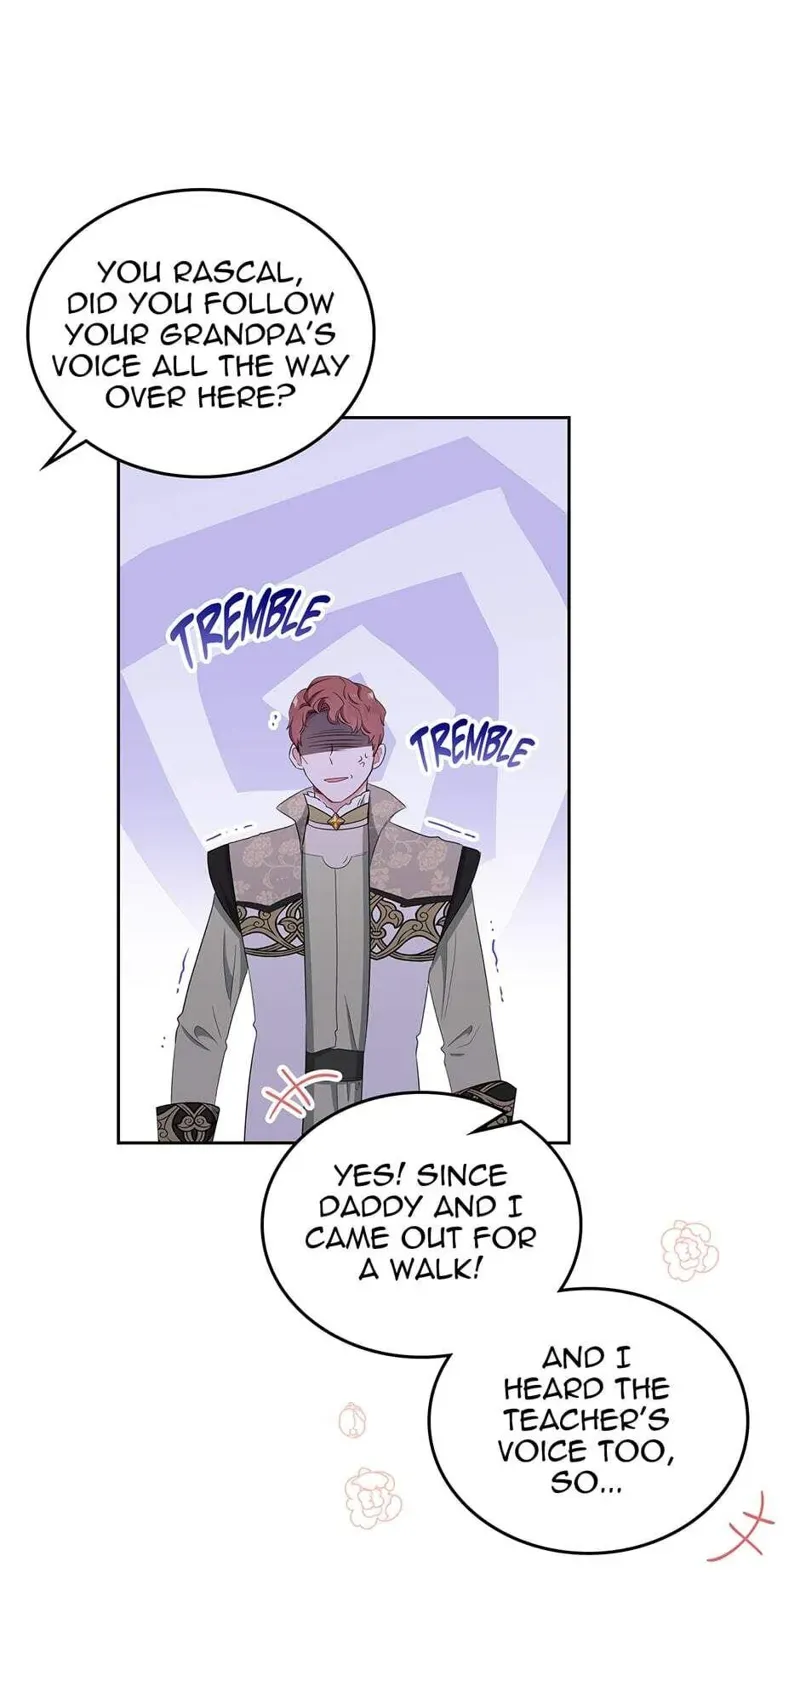 YOU RASCAL,
DID YOU FOLLOW
YOUR GRANDPA'S
VOICE ALL THE WAY
OVER HERE?
TREMBLE
TREMBLE
YES! SINCE
DADDY AND I
CAME OUT FOR
A WALK!
AND I
HEARD THE
TEACHER'S
VOICE TOO,
SO...